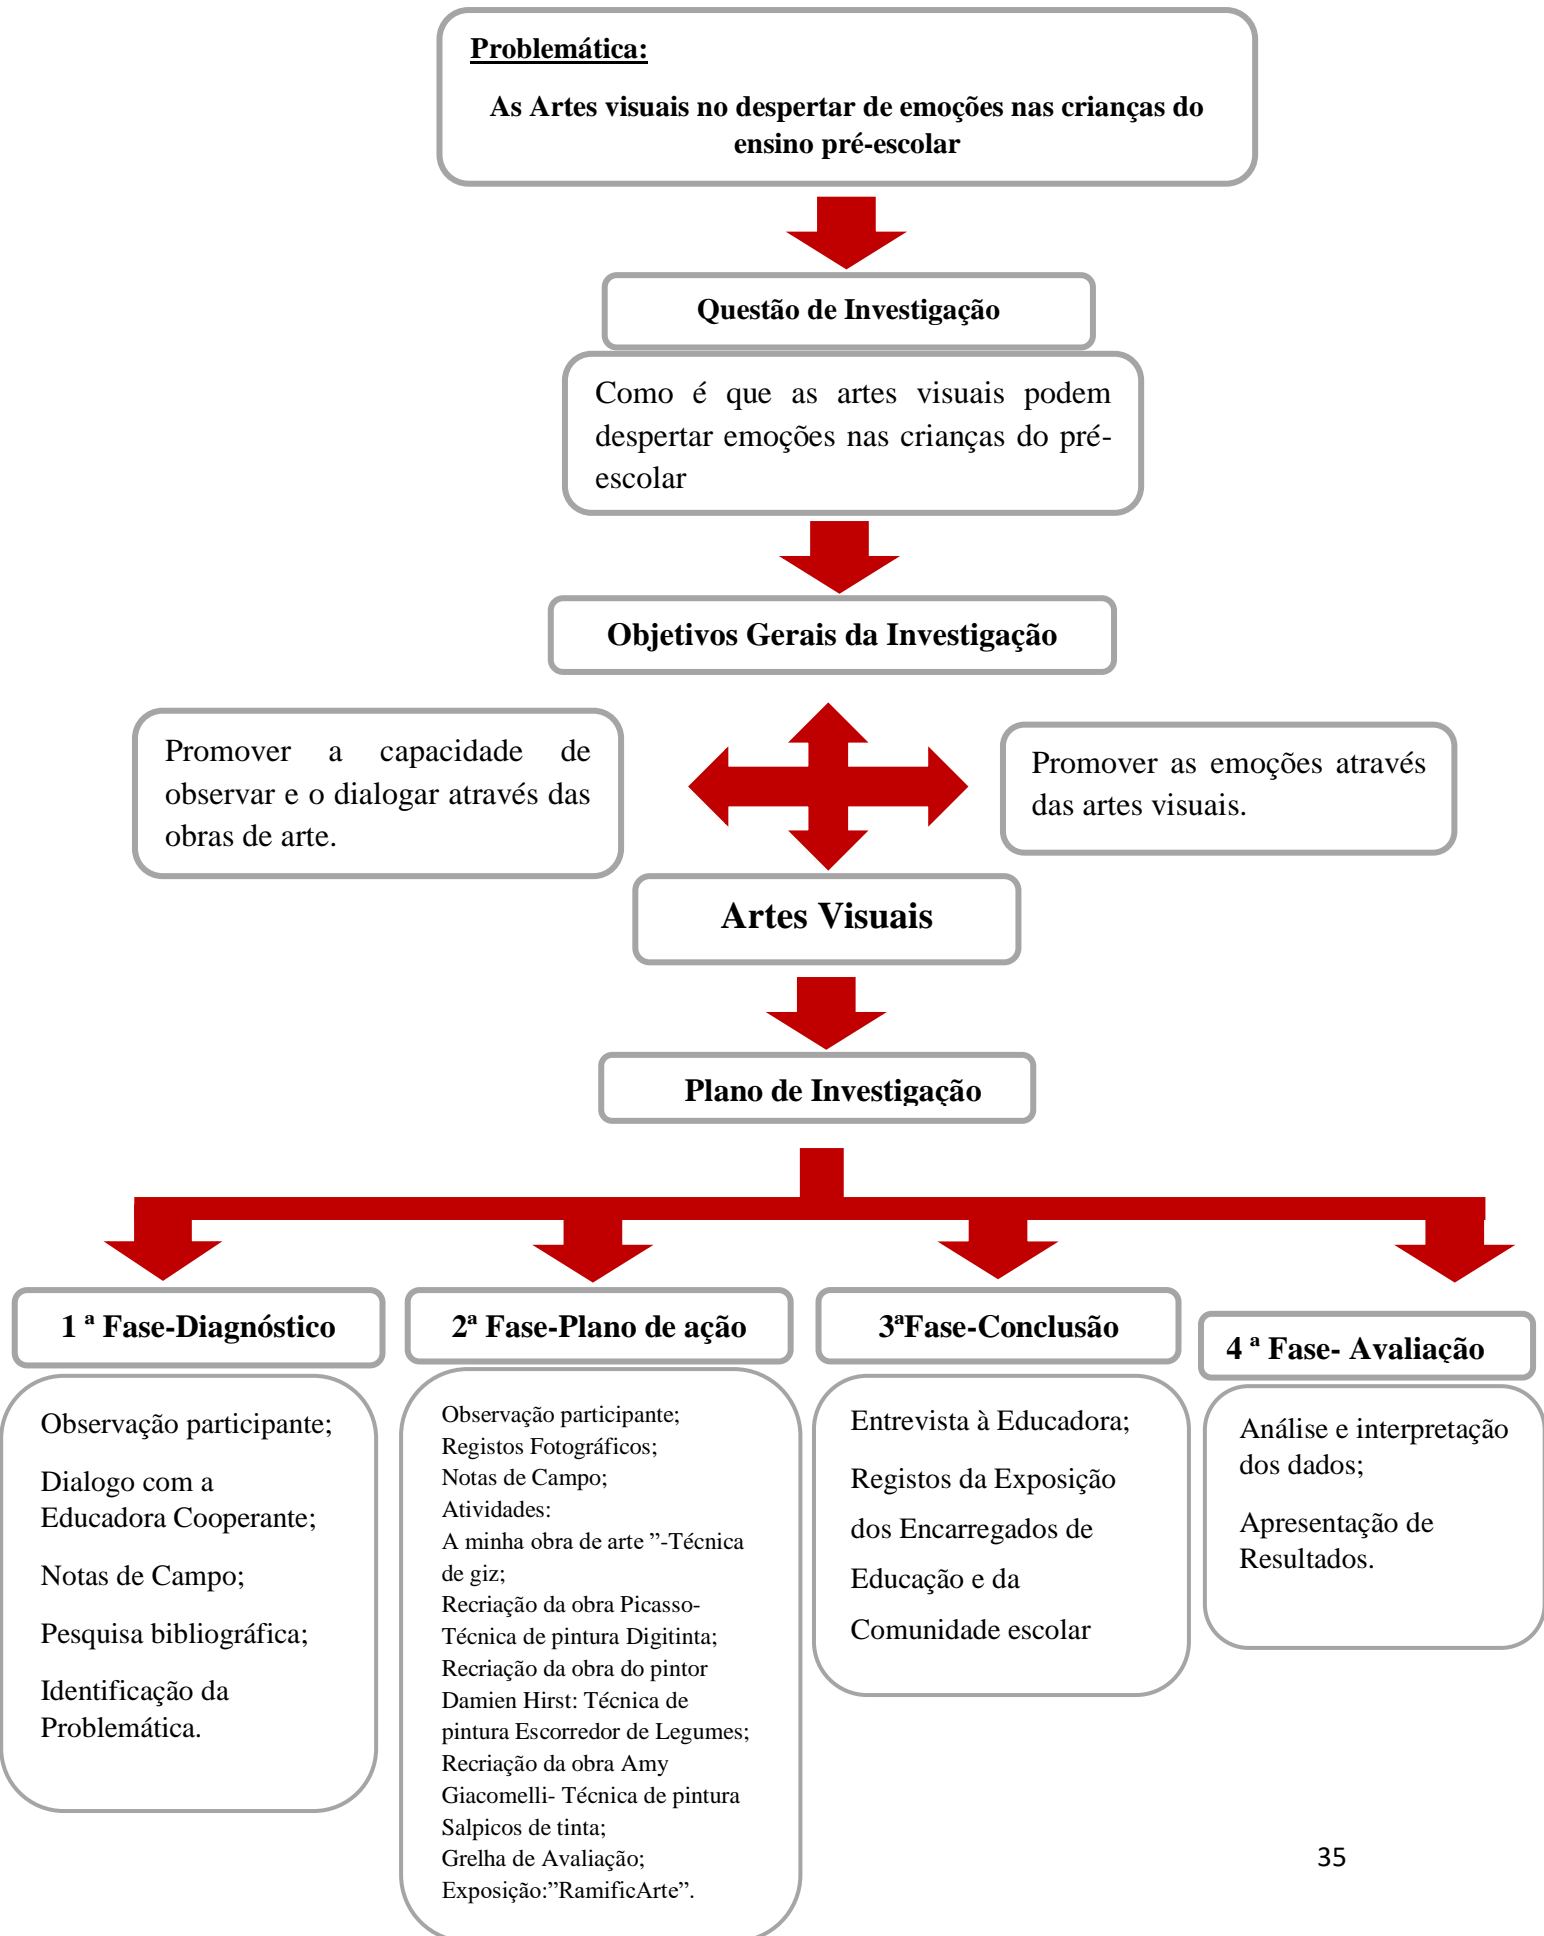 Problemática:
As Artes visuais no despertar de emoções nas crianças do
ensino pré-escolar
Questão de Investigação
Como é que as artes visuais podem
despertar emoções nas crianças do pré-
escolar
Objetivos Gerais da Investigação
Promover a capacidade de
observar e o dialogar através das
obras de arte.
Promover as emoções através
das artes visuais.
Artes Visuais
Plano de Investigação
1 ª Fase-Diagnóstico
Observação participante;
Dialogo com a
Educadora Cooperante;
Notas de Campo;
Pesquisa bibliográfica;
Identificação da
Problemática.
2ª Fase-Plano de ação
Observação participante;
Registos Fotográficos;
Notas de Campo;
Atividades:
A minha obra de arte ”-Técnica
de giz;
Recriação da obra Picasso-
Técnica de pintura Digitinta;
Recriação da obra do pintor
Damien Hirst: Técnica de
pintura Escorredor de Legumes;
Recriação da obra Amy
Giacomelli- Técnica de pintura
Salpicos de tinta;
Grelha de Avaliação;
Exposição:”RamificArte”.
3ªFase-Conclusão
Entrevista à Educadora;
Registos da Exposição
dos Encarregados de
Educação e da
Comunidade escolar
4 ª Fase- Avaliação
Análise e interpretação
dos dados;
Apresentação de
Resultados.
35